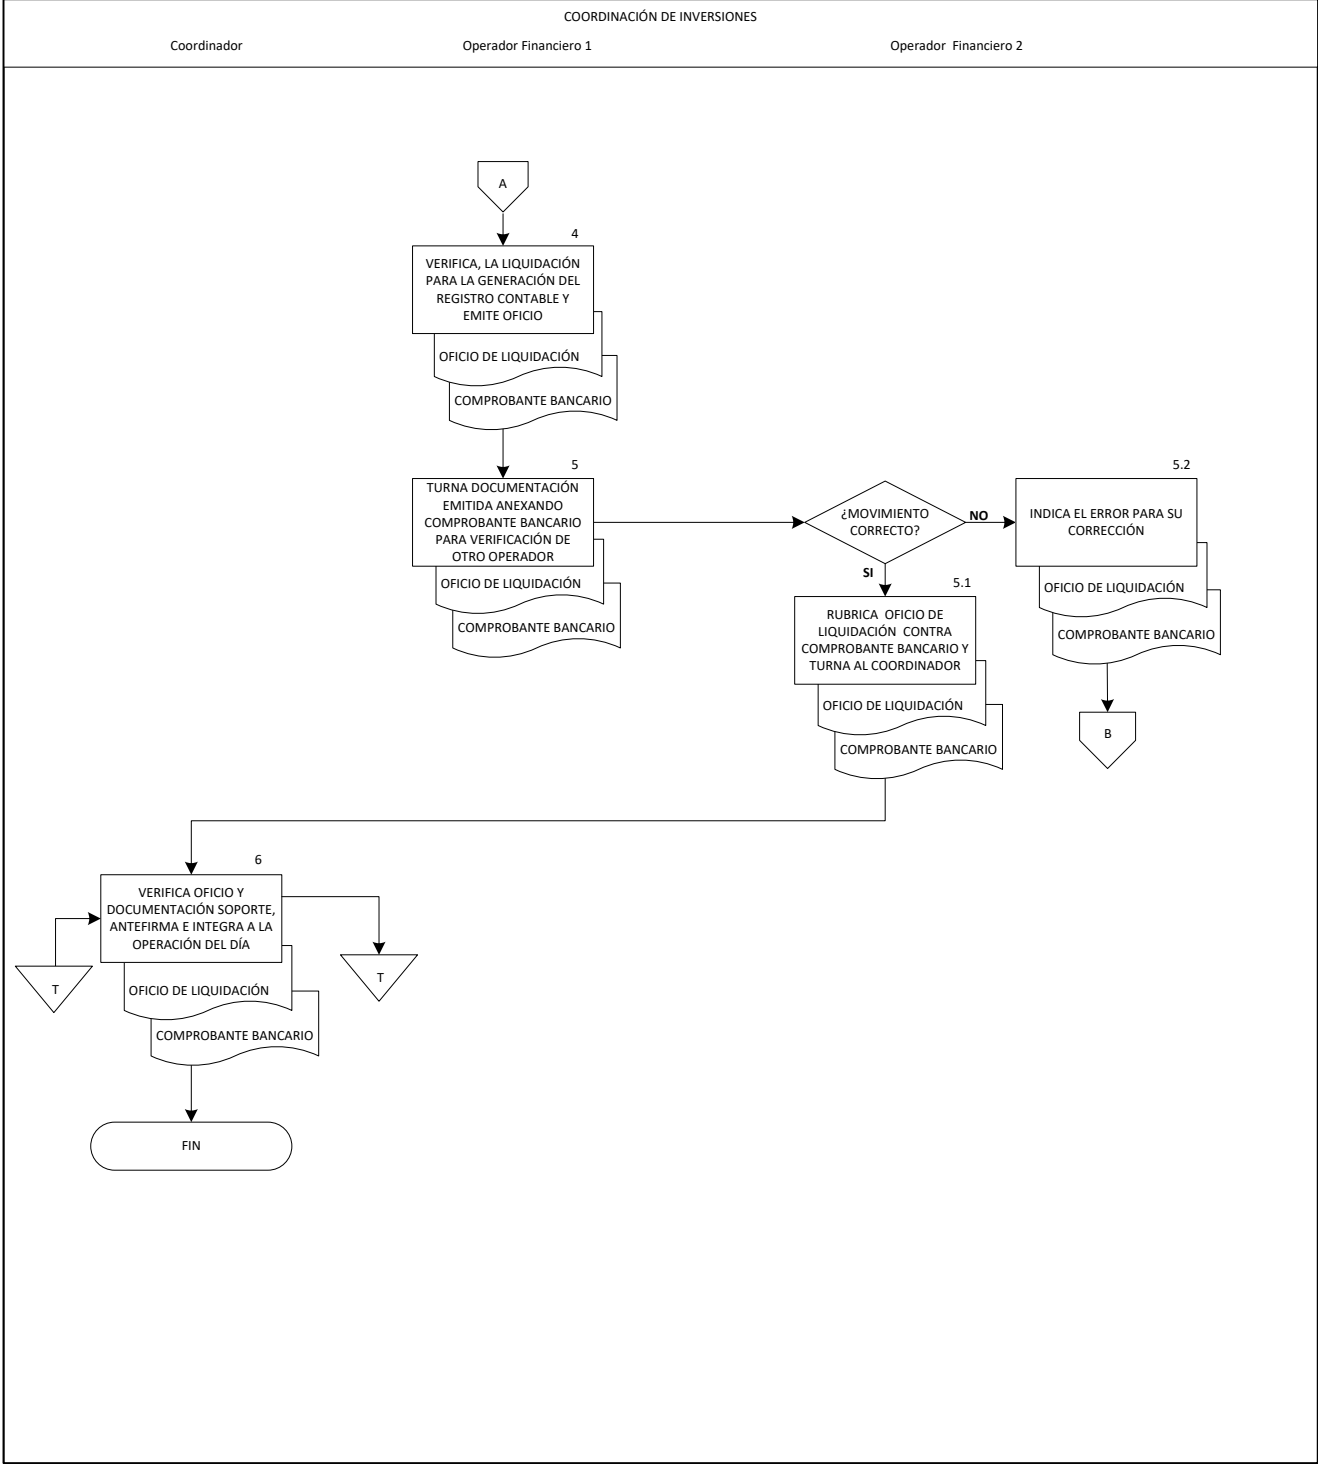 COORDINACIÓN DE INVERSIONES
Coordinador
Operador Financiero 1
Operador Financiero 2
A
4
VERIFICA, LA LIQUIDACIÓN
PARA LA GENERACIÓN DEL
REGISTRO CONTABLE Y
EMITE OFICIO
OFICIO DE LIQUIDACIÓN
COMPROBANTE BANCARIO
5
TURNA DOCUMENTACIÓN
EMITIDA ANEXANDO
COMPROBANTE BANCARIO
PARA VERIFICACIÓN DE
OTRO OPERADOR
OFICIO DE LIQUIDACIÓN
COMPROBANTE BANCARIO
¿MOVIMIENTO
CORRECTO?
NO
SI
5.2
INDICA EL ERROR PARA SU
CORRECCIÓN
OFICIO DE LIQUIDACIÓN
COMPROBANTE BANCARIO
B
5.1
RUBRICA OFICIO DE
LIQUIDACIÓN CONTRA
COMPROBANTE BANCARIO Y
TURNA AL COORDINADOR
OFICIO DE LIQUIDACIÓN
COMPROBANTE BANCARIO
6
VERIFICA OFICIO Y
DOCUMENTACIÓN SOPORTE,
ANTEFIRMA E INTEGRA A LA
OPERACIÓN DEL DÍA
T
T
OFICIO DE LIQUIDACIÓN
COMPROBANTE BANCARIO
FIN